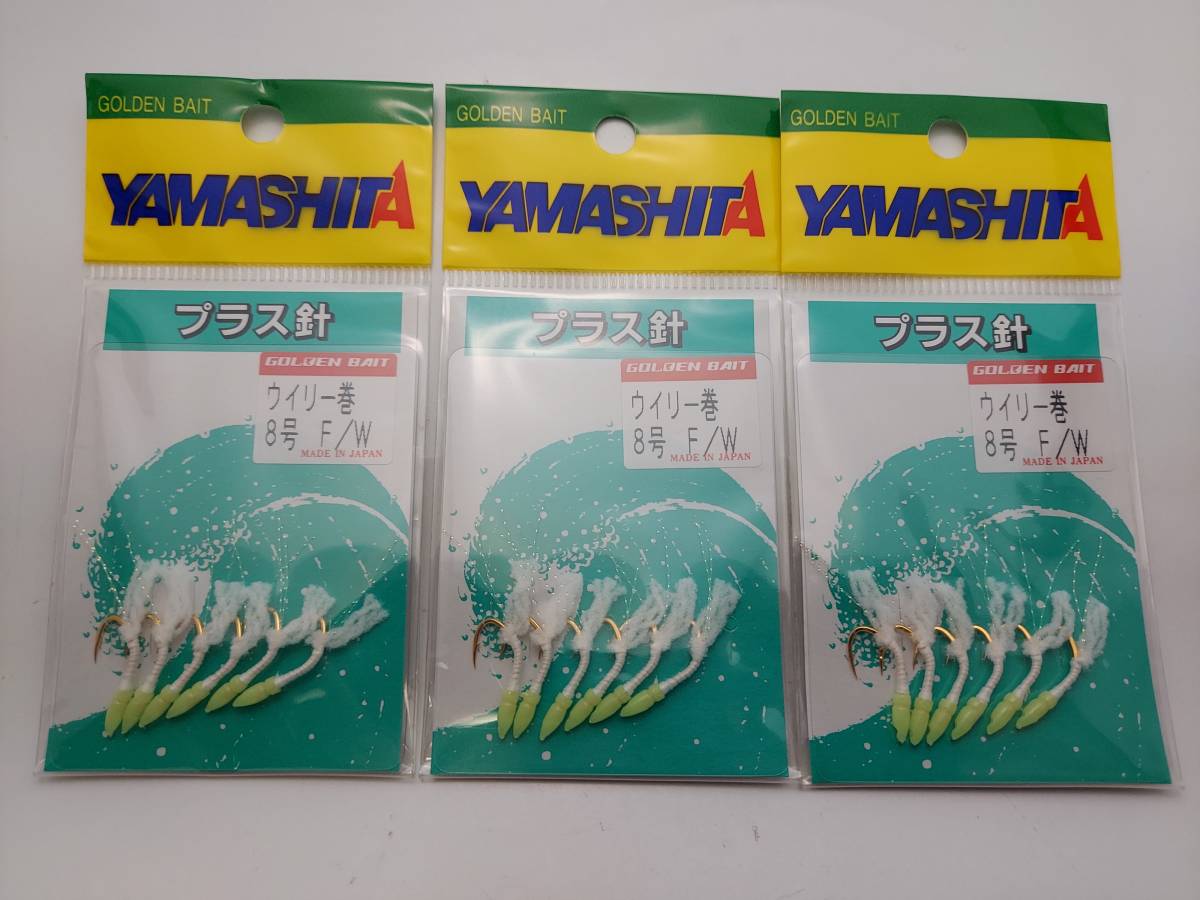 GOLDEN BAIT
YAMASHITA
プラス針
GOLDEN BAIT
ウイリー巻
8号 F/W
MADE IN JAPAN
GOLDEN BAIT
YAMASHITA
プラス針
GOLDEN BAIT
ウイリー巻
8号 F/W
MADE IN JAPAN
GOLDEN BAIT
YAMASHITA
プラス針
GOLDEN BAIT
ウイリー巻
8号 F/W
MADE IN JAPAN